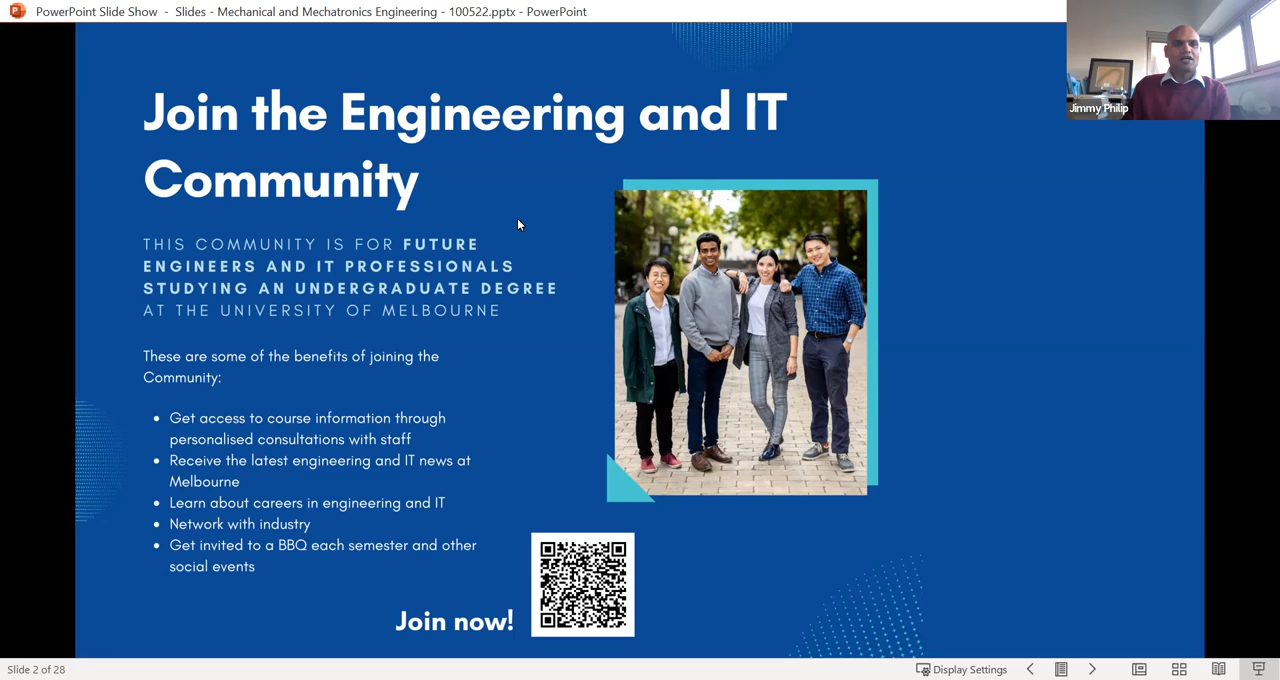 PowerPoint Slide Show - Slides - Mechanical and Mechatronics Engineering - 100522.pptx - PowerPoint
Jimmy Philip
Join the Engineering and IT
Community
THIS COMMUNITY IS FOR FUTURE
ENGINEERS AND IT PROFESSIONALS
STUDYING AN UNDERGRADUATE DEGREE
AT THE UNIVERSITY OF MELBOURNE
These are some of the benefits of joining the
Community:
• Get access to course information through
personalised consultations with staff
• Receive the latest engineering and IT news at
Melbourne
• Learn about careers in engineering and IT
• Network with industry
• Get invited to a BBQ each semester and other
social events
Join now!
Slide 2 of 28
Display Settings